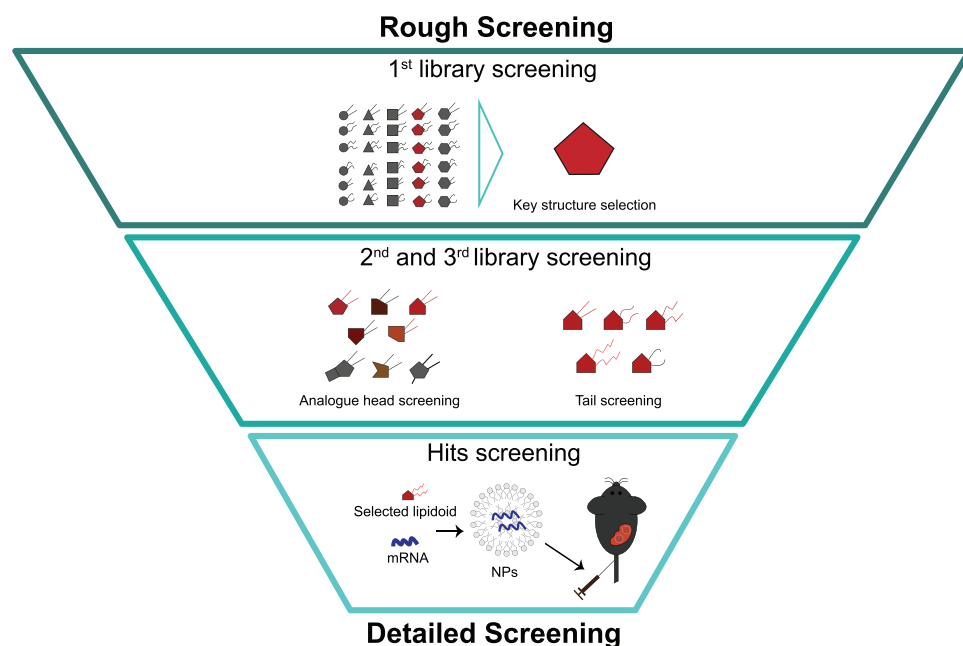 Rough Screening
1st library screening
Key structure selection
2nd and 3rd library screening
Analogue head screening
Tail screening
Hits screening
Selected lipidoid
mRNA
NPs
Detailed Screening